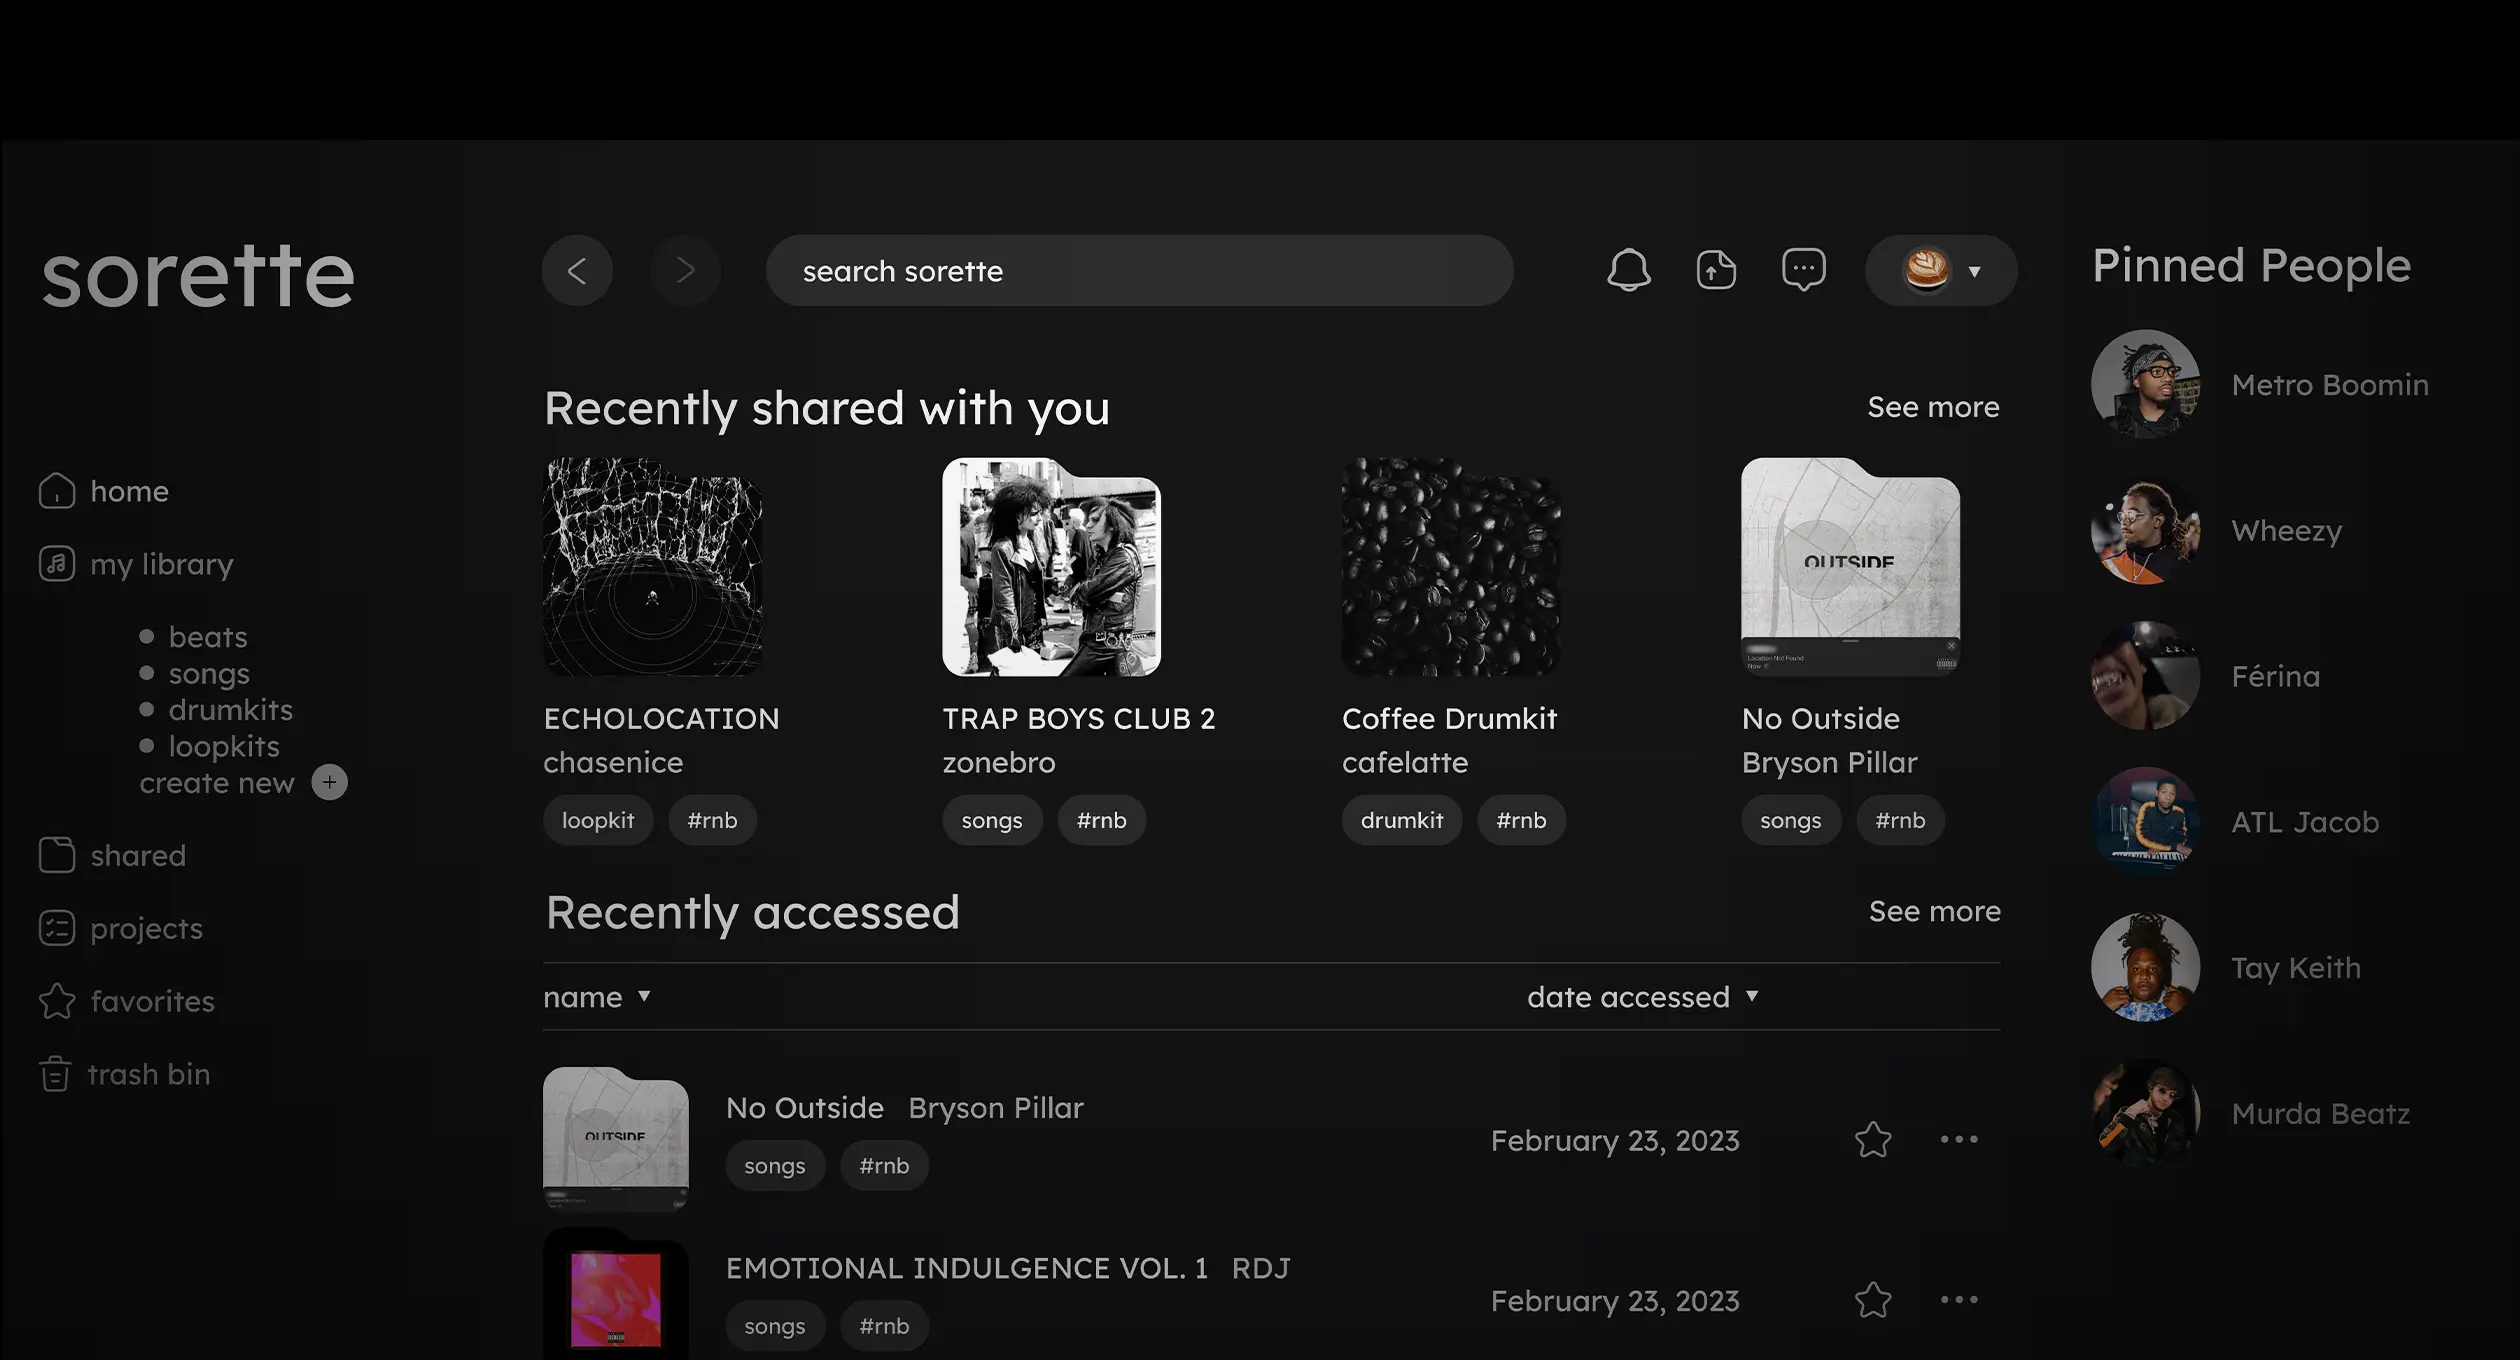 sorette
search sorette
Pinned People
home
my library
beats
songs
drumkits
loopkits
create new
shared
projects
favorites
trash bin
Recently shared with you
See more
OUTSIDE
Location Not Found
Now
ECHOLOCATION
chasenice
loopkit #rnb
TRAP BOYS CLUB 2
zonebro
songs #rnb
Coffee Drumkit
cafelatte
drumkit #rnb
No Outside
Bryson Pillar
songs #rnb
Recently accessed
See more
name
date accessed
OUTSIDE
No Outside Bryson Pillar
songs #rnb
February 23, 2023
EMOTIONAL INDULGENCE VOL. 1 RDJ
songs #rnb
February 23, 2023
Metro Boomin
Wheezy
Férina
ATL Jacob
Tay Keith
Murda Beatz